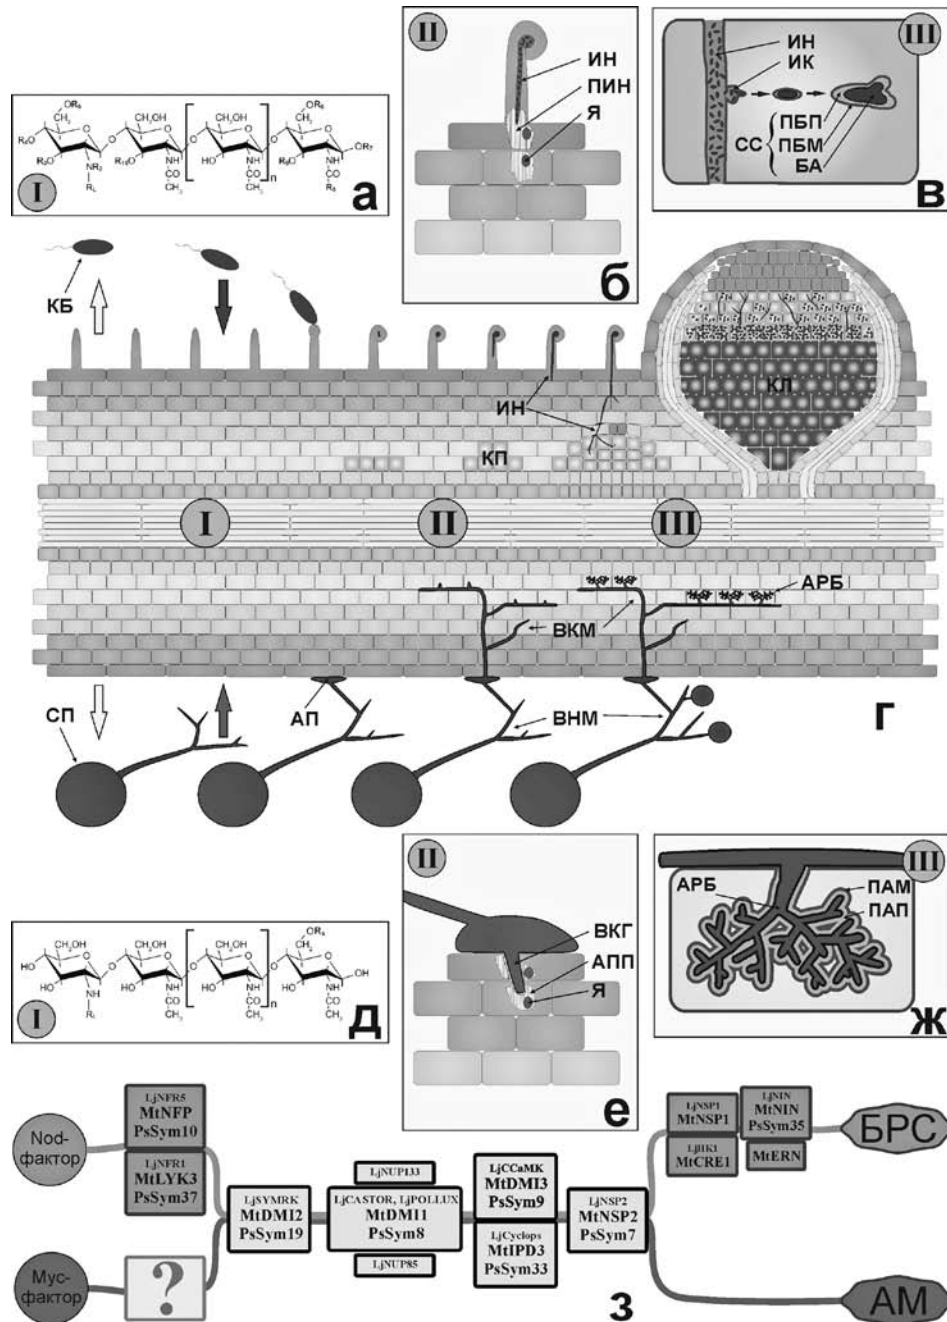 II
ИН
ПИН
Я
б
III
ИН
ИК
ПБП
СС
ПБМ
БА
в
I
а
CH₂OH
CH₂OH
n
КБ
ИН
КП
КЛ
I
II
III
АРБ
ВКМ
СП
АП
ВНМ
г
II
ВКГ
АПП
Я
е
III
АРБ
ПАМ
ПАП
ж
I
д
n
Nod-
фактор
LjNFR5
MtNFP
PsSym10
LjNFR1
MtLYK3
PsSym37
Мус-
фактор
?
LjSYMRK
MtDMI2
PsSym19
LjNUP133
LjCASTOR, LjPOLLUX
MtDMI1
PsSym8
LjNUP85
LjCCaMK
MtDMI3
PsSym9
LjCyclops
MtIPD3
PsSym33
LjNSP2
MtNSP2
PsSym7
LjNSP1
MtNSP1
LjHK1
MtCRE1
LjNIN
MtNIN
PsSym35
MtERN
БРС
АМ
з